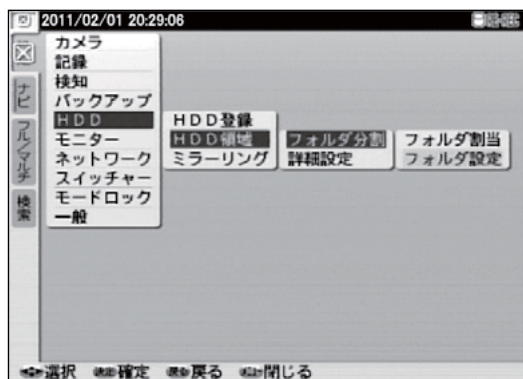 2011/02/01 20:29:06
ナビ
フル/マルチ
検索
カメラ
記録
検知
バックアップ
HDD
モニター
ネットワーク
スイッチャー
モードロック
一般
HDD登録
HDD領域
ミラーリング
フォルダ分割
詳細設定
フォルダ割当
フォルダ設定
選択 確定 戻る 閉じる